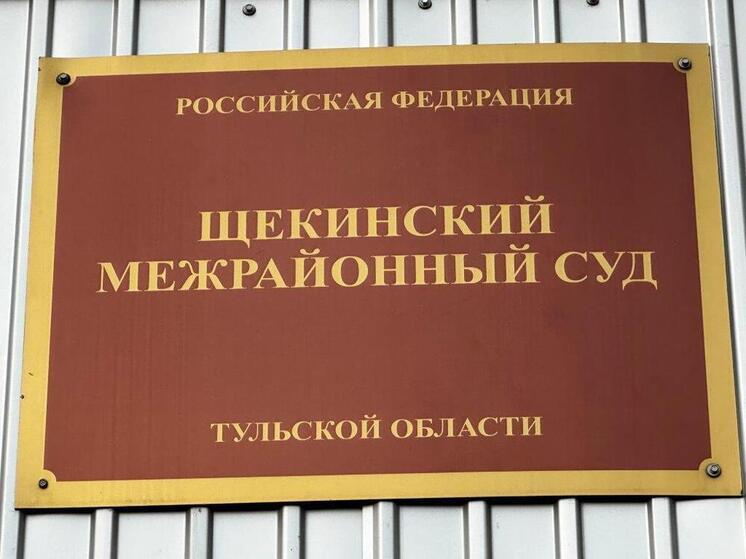 РОССИЙСКАЯ ФЕДЕРАЦИЯ
ЩЕКИНСКИЙ
МЕЖРАЙОННЫЙ СУД
ТУЛЬСКОЙ ОБЛАСТИ